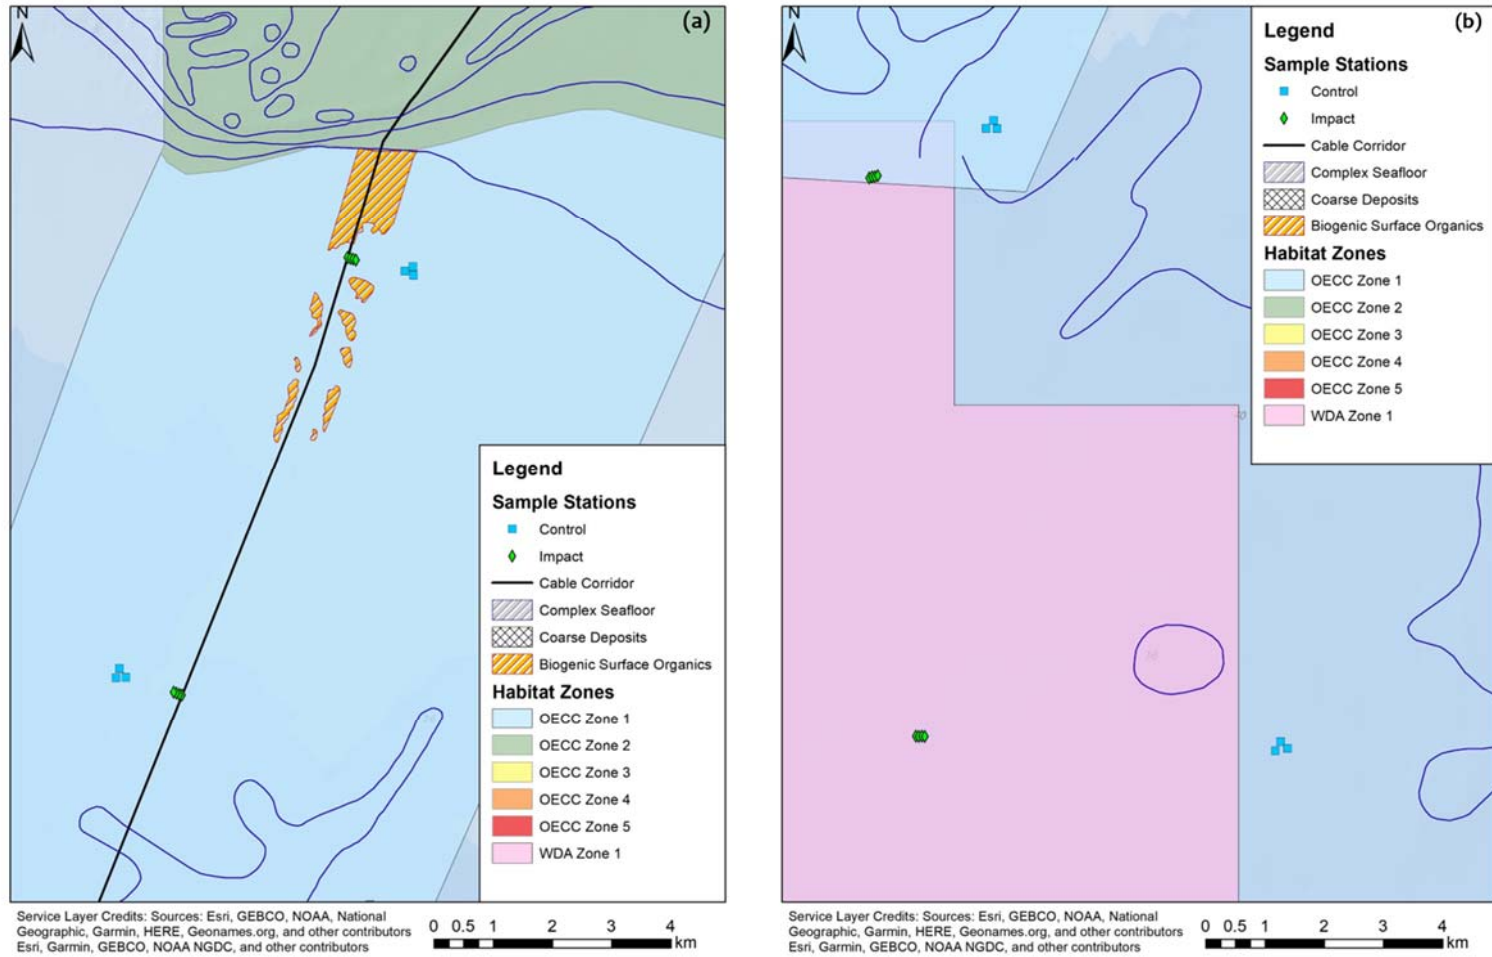 N
(a)
Legend
Sample Stations
Control
Impact
Cable Corridor
Complex Seafloor
Coarse Deposits
Biogenic Surface Organics
Habitat Zones
OECC Zone 1
OECC Zone 2
OECC Zone 3
OECC Zone 4
OECC Zone 5
WDA Zone 1
Service Layer Credits: Sources: Esri, GEBCO, NOAA, National
Geographic, Garmin, HERE, Geonames.org, and other contributors
Esri, Garmin, GEBCO, NOAA NGDC, and other contributors
0 0.5 1 2 3 4
km
N
(b)
Legend
Sample Stations
Control
Impact
Cable Corridor
Complex Seafloor
Coarse Deposits
Biogenic Surface Organics
Habitat Zones
OECC Zone 1
OECC Zone 2
OECC Zone 3
OECC Zone 4
OECC Zone 5
WDA Zone 1
Service Layer Credits: Sources: Esri, GEBCO, NOAA, National
Geographic, Garmin, HERE, Geonames.org, and other contributors
Esri, Garmin, GEBCO, NOAA NGDC, and other contributors
0 0.5 1 2 3 4
km